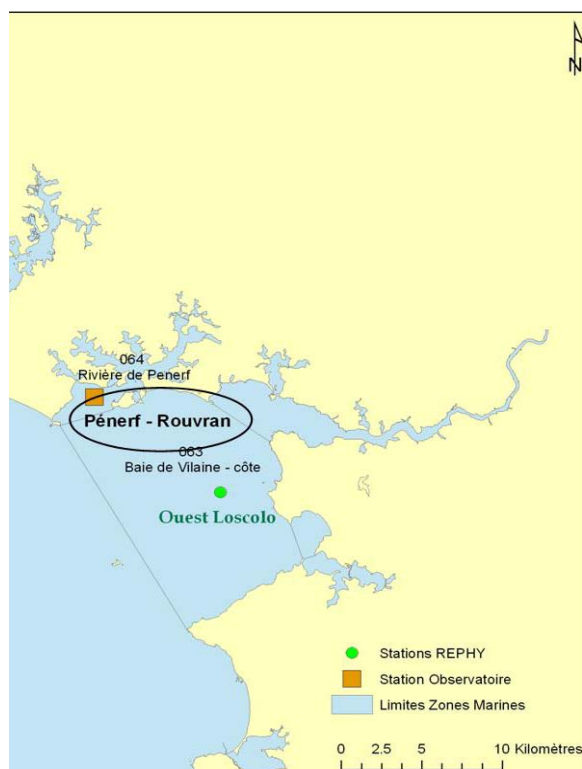 N
064
Rivière de Penerf
Pénerf - Rouvran
063
Baie de Vilaine - côte
Ouest Loscolo
Stations REPHY
Station Observatoire
Limites Zones Marines
0 2.5 5 10 Kilomètres